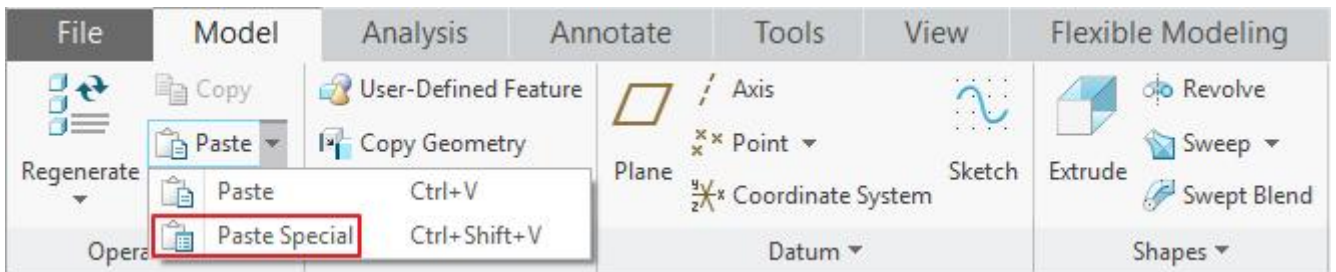 File Model Analysis Annotate Tools View Flexible Modeling
Copy User-Defined Feature Axis Revolve
Paste Copy Geometry Point Sweep
Regenerate Plane Sketch Extrude
Paste Ctrl+V Coordinate System Swept Blend
Paste Special Ctrl+Shift+V
Opera Datum Shapes